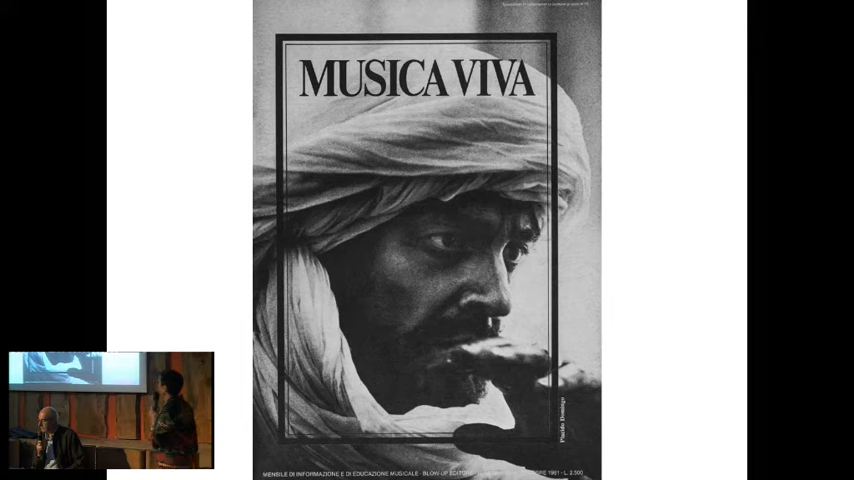 MUSICA VIVA
Placido Domingo
MENSILE DI INFORMAZIONE E DI EDUCAZIONE MUSICALE - BLOW-UP EDITORE
1981 - L. 2.500